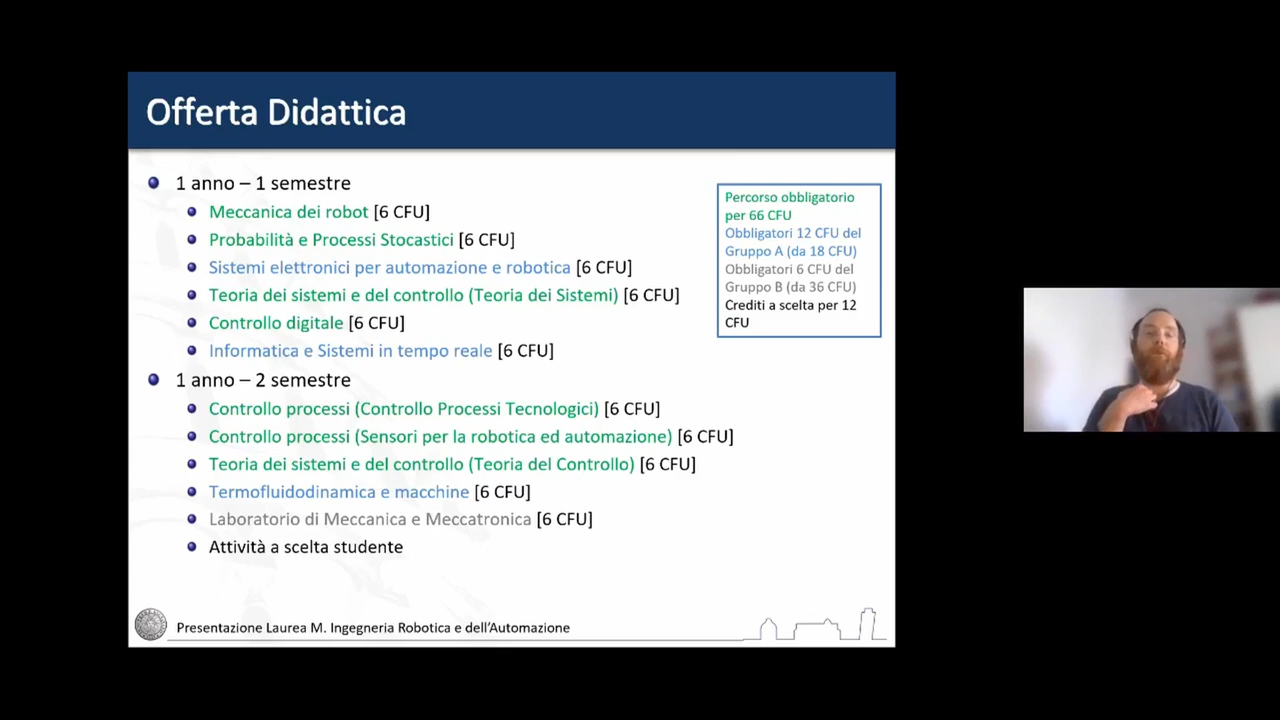 Offerta Didattica
1 anno – 1 semestre
Meccanica dei robot [6 CFU]
Probabilità e Processi Stocastici [6 CFU]
Sistemi elettronici per automazione e robotica [6 CFU]
Teoria dei sistemi e del controllo (Teoria dei Sistemi) [6 CFU]
Controllo digitale [6 CFU]
Informatica e Sistemi in tempo reale [6 CFU]
1 anno – 2 semestre
Controllo processi (Controllo Processi Tecnologici) [6 CFU]
Controllo processi (Sensori per la robotica ed automazione) [6 CFU]
Teoria dei sistemi e del controllo (Teoria del Controllo) [6 CFU]
Termofluidodinamica e macchine [6 CFU]
Laboratorio di Meccanica e Meccatronica [6 CFU]
Attività a scelta studente
Percorso obbligatorio
per 66 CFU
Obbligatori 12 CFU del
Gruppo A (da 18 CFU)
Obbligatori 6 CFU del
Gruppo B (da 36 CFU)
Crediti a scelta per 12
CFU
Presentazione Laurea M. Ingegneria Robotica e dell'Automazione